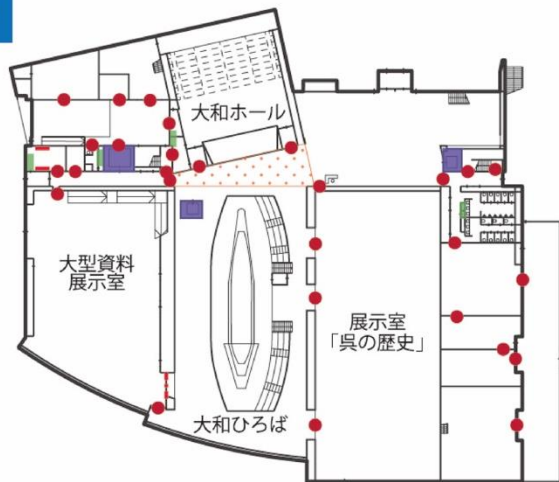 大和ホール
大型資料
展示室
展示室
「呉の歴史」
大和ひろば